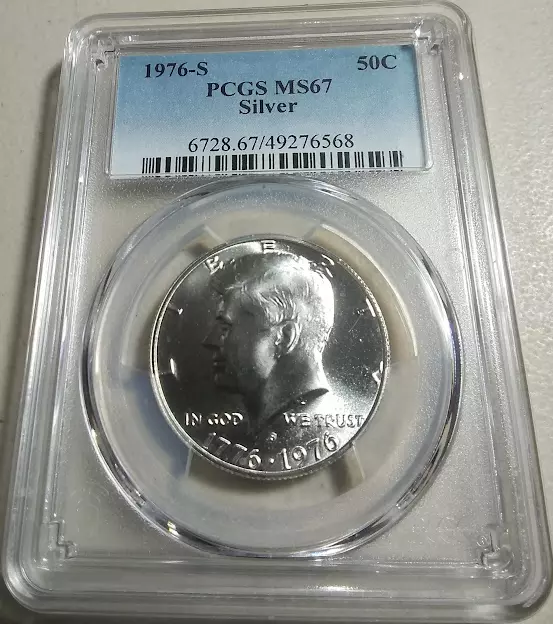 1976-S 50C
PCGS MS67
Silver
6728.67/49276568
LIBERTY
IN GOD WE TRUST
S
1776 · 1976